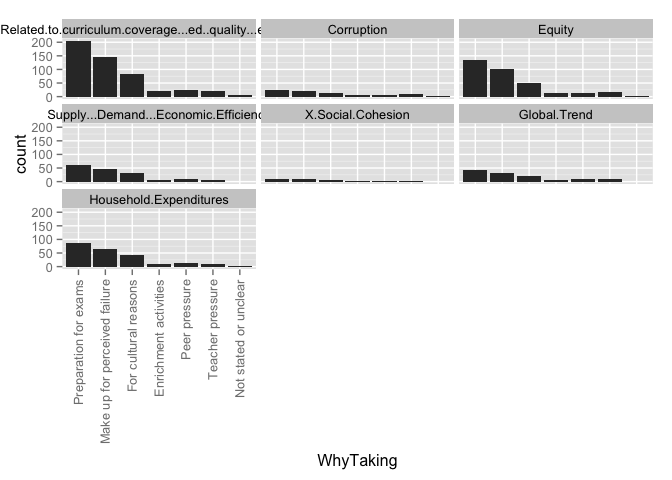 Related.to.curriculum.coverage...ed..quality...e
Corruption
Equity
200
150
100
50
0
Supply...Demand...Economic.Efficienc
X.Social.Cohesion
Global.Trend
200
150
100
50
0
Household.Expenditures
200
150
100
50
0
count
Preparation for exams
Make up for perceived failure
For cultural reasons
Enrichment activities
Peer pressure
Teacher pressure
Not stated or unclear
WhyTaking